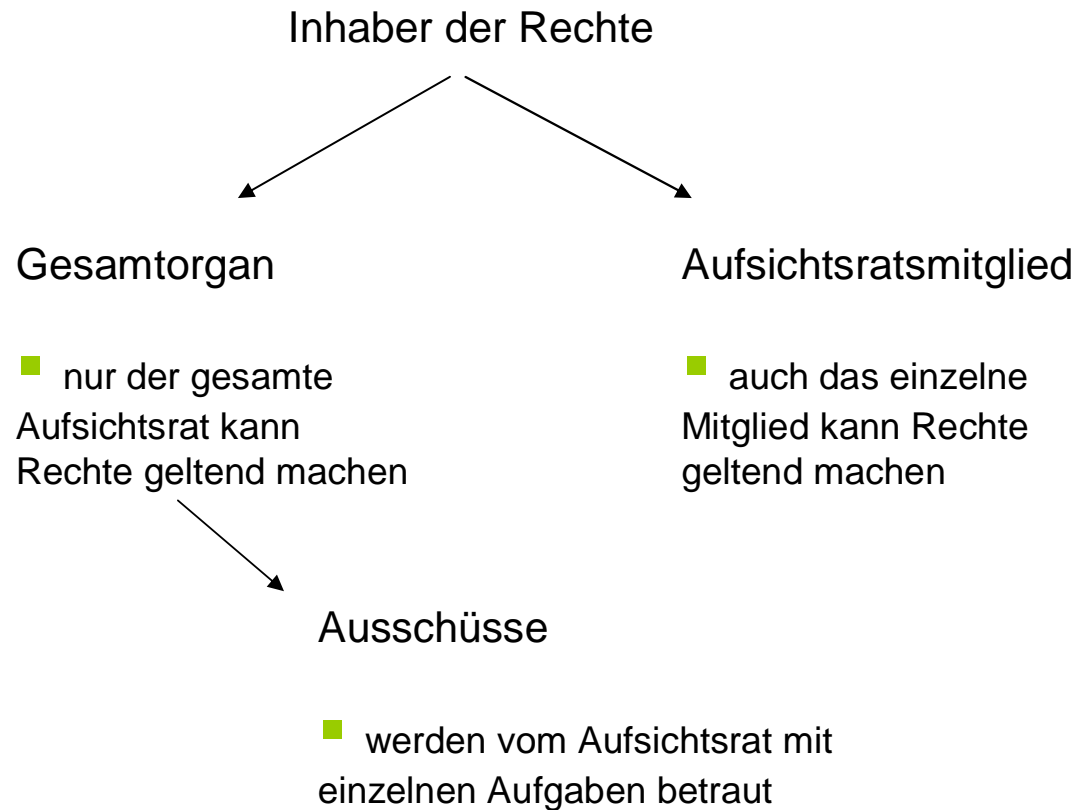 Inhaber der Rechte
Gesamtorgan
nur der gesamte
Aufsichtsrat kann
Rechte geltend machen
Aufsichtsratsmitglied
auch das einzelne
Mitglied kann Rechte
geltend machen
Ausschüsse
werden vom Aufsichtsrat mit
einzelnen Aufgaben betraut